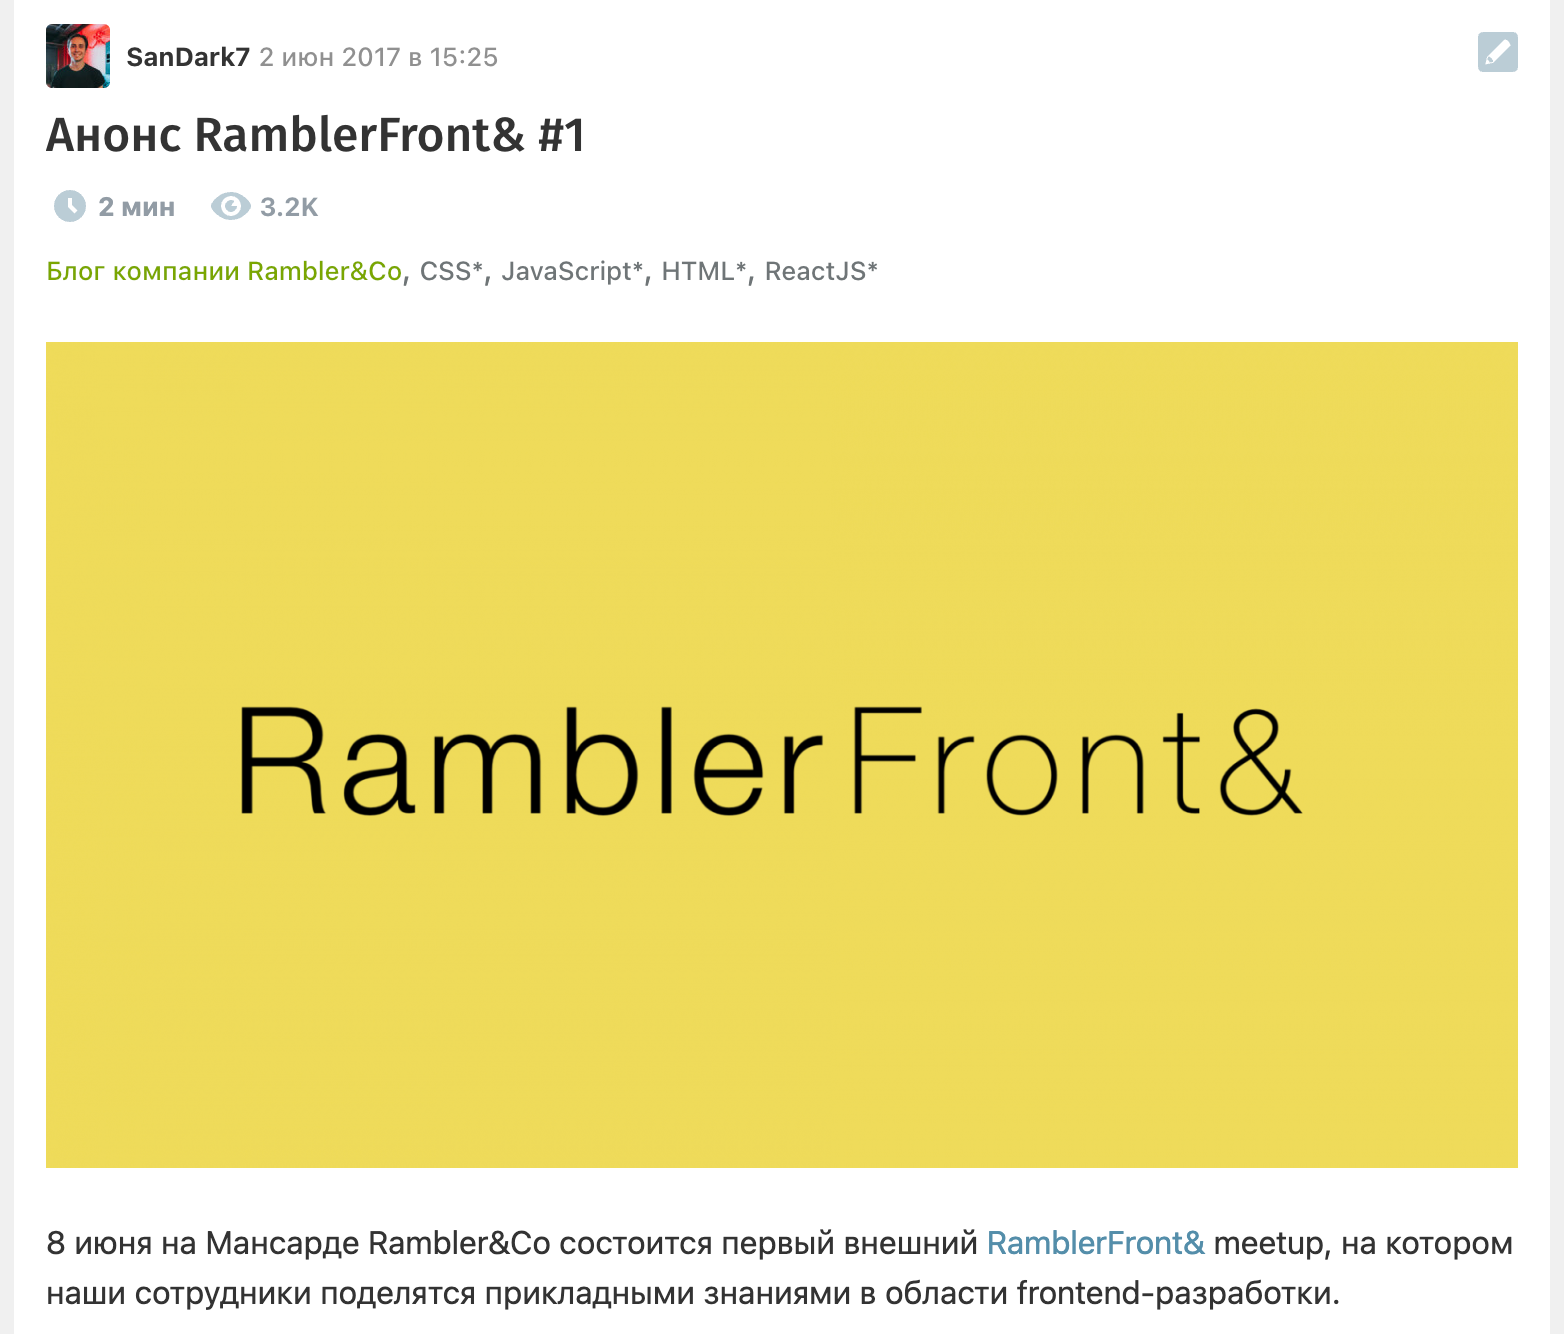 SanDark7 2 июн 2017 в 15:25
Анонс RamblerFront& #1
2 мин 3.2K
Блог компании Rambler&Co, CSS*, JavaScript*, HTML*, ReactJS*
Rambler Front&
8 июня на Мансарде Rambler&Co состоится первый внешний RamblerFront& meetup, на котором
наши сотрудники поделятся прикладными знаниями в области frontend-разработки.